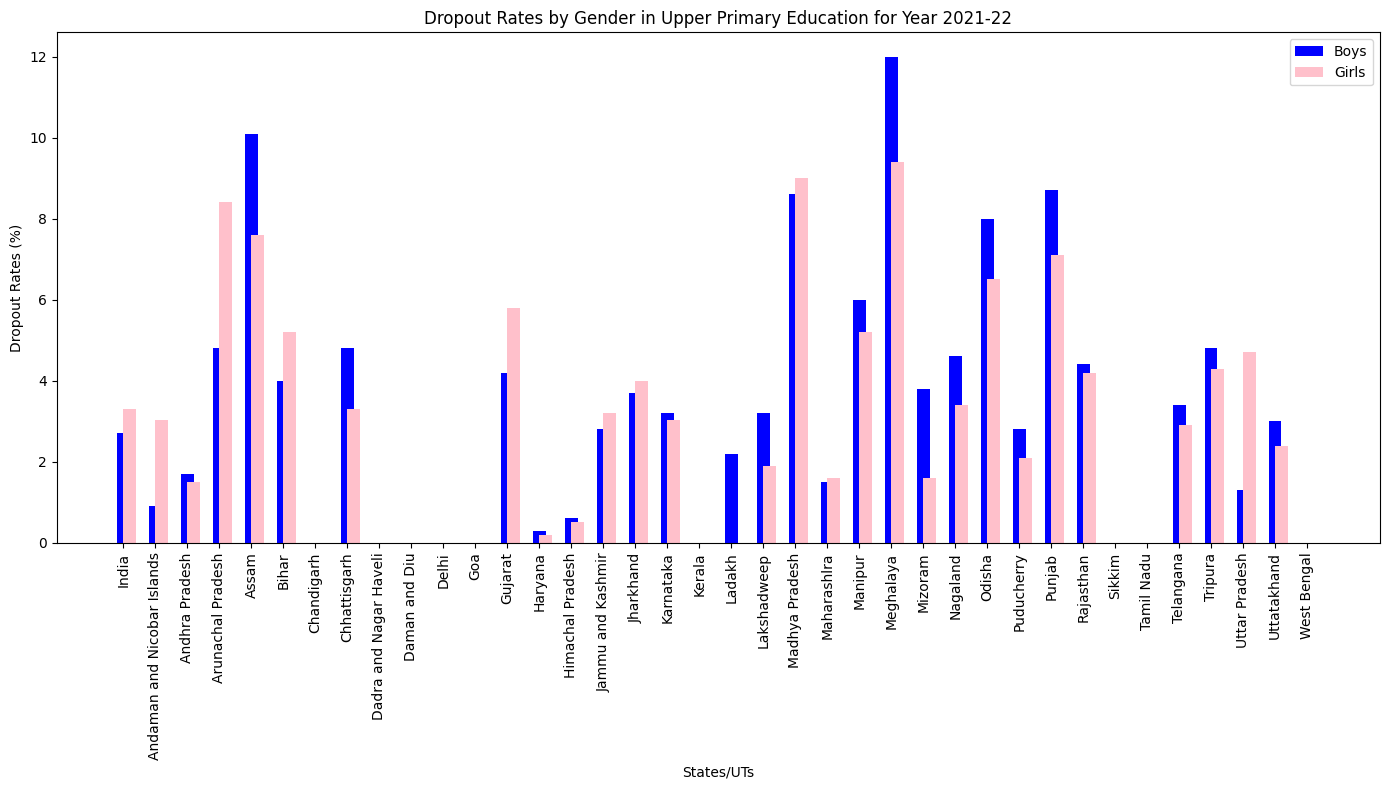 Dropout Rates by Gender in Upper Primary Education for Year 2021-22
Boys
Girls
Dropout Rates (%)
12
10
8
6
4
2
0
India
Andaman and Nicobar Islands
Andhra Pradesh
Arunachal Pradesh
Assam
Bihar
Chandigarh
Chhattisgarh
Dadra and Nagar Haveli
Daman and Diu
Delhi
Goa
Gujarat
Haryana
Himachal Pradesh
Jammu and Kashmir
Jharkhand
Karnataka
Kerala
Ladakh
Lakshadweep
Madhya Pradesh
Maharashlra
Manipur
Meghalaya
Mizoram
Nagaland
Odisha
Puducherry
Punjab
Rajasthan
Sikkim
Tamil Nadu
Telangana
Tripura
Uttar Pradesh
Uttakhand
West Bengal
States/UTs